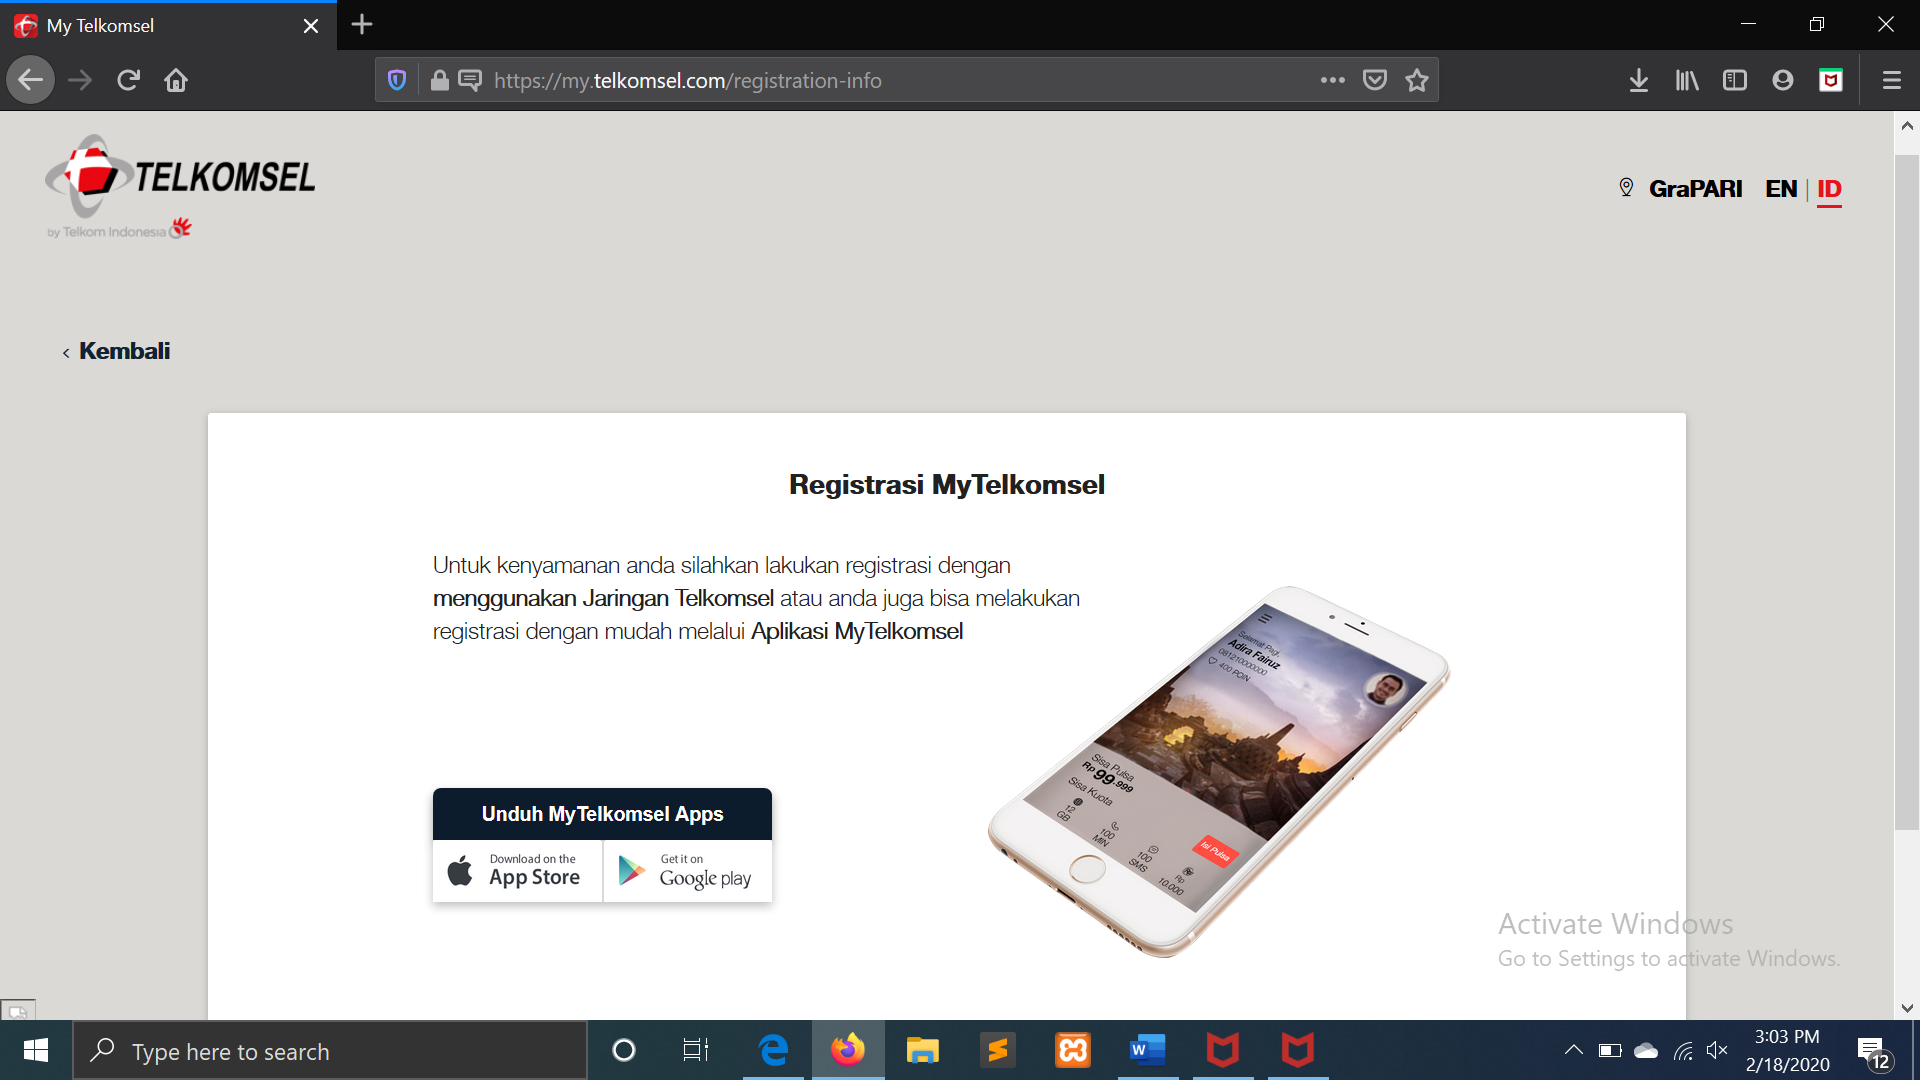 My Telkomsel
https://my.telkomsel.com/registration-info
TELKOMSEL
by Telkom Indonesia
GraPARI EN | ID
‹ Kembali
Registrasi MyTelkomsel
Untuk kenyamanan anda silahkan lakukan registrasi dengan
menggunakan Jaringan Telkomsel atau anda juga bisa melakukan
registrasi dengan mudah melalui Aplikasi MyTelkomsel
Selamat Pagi,
Adira Fairuz
081210000000
400 POIN
Sisa Pulsa
Rp 99.999
Sisa Kuota
12 GB
100 MIN
100 SMS
Rp 10.000
Isi Pulsa
Unduh MyTelkomsel Apps
Download on the
App Store
Get it on
Google play
Activate Windows
Go to Settings to activate Windows.
Type here to search
3:03 PM
2/18/2020
12